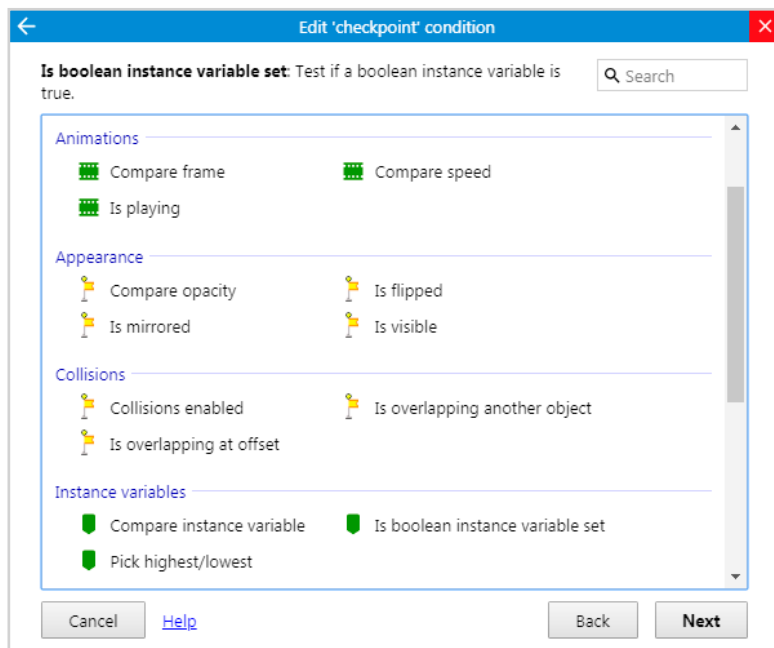 Edit 'checkpoint' condition
Is boolean instance variable set: Test if a boolean instance variable is
true.
Search
Animations
Compare frame
Compare speed
Is playing
Appearance
Compare opacity
Is flipped
Is mirrored
Is visible
Collisions
Collisions enabled
Is overlapping another object
Is overlapping at offset
Instance variables
Compare instance variable
Is boolean instance variable set
Pick highest/lowest
Cancel
Help
Back
Next